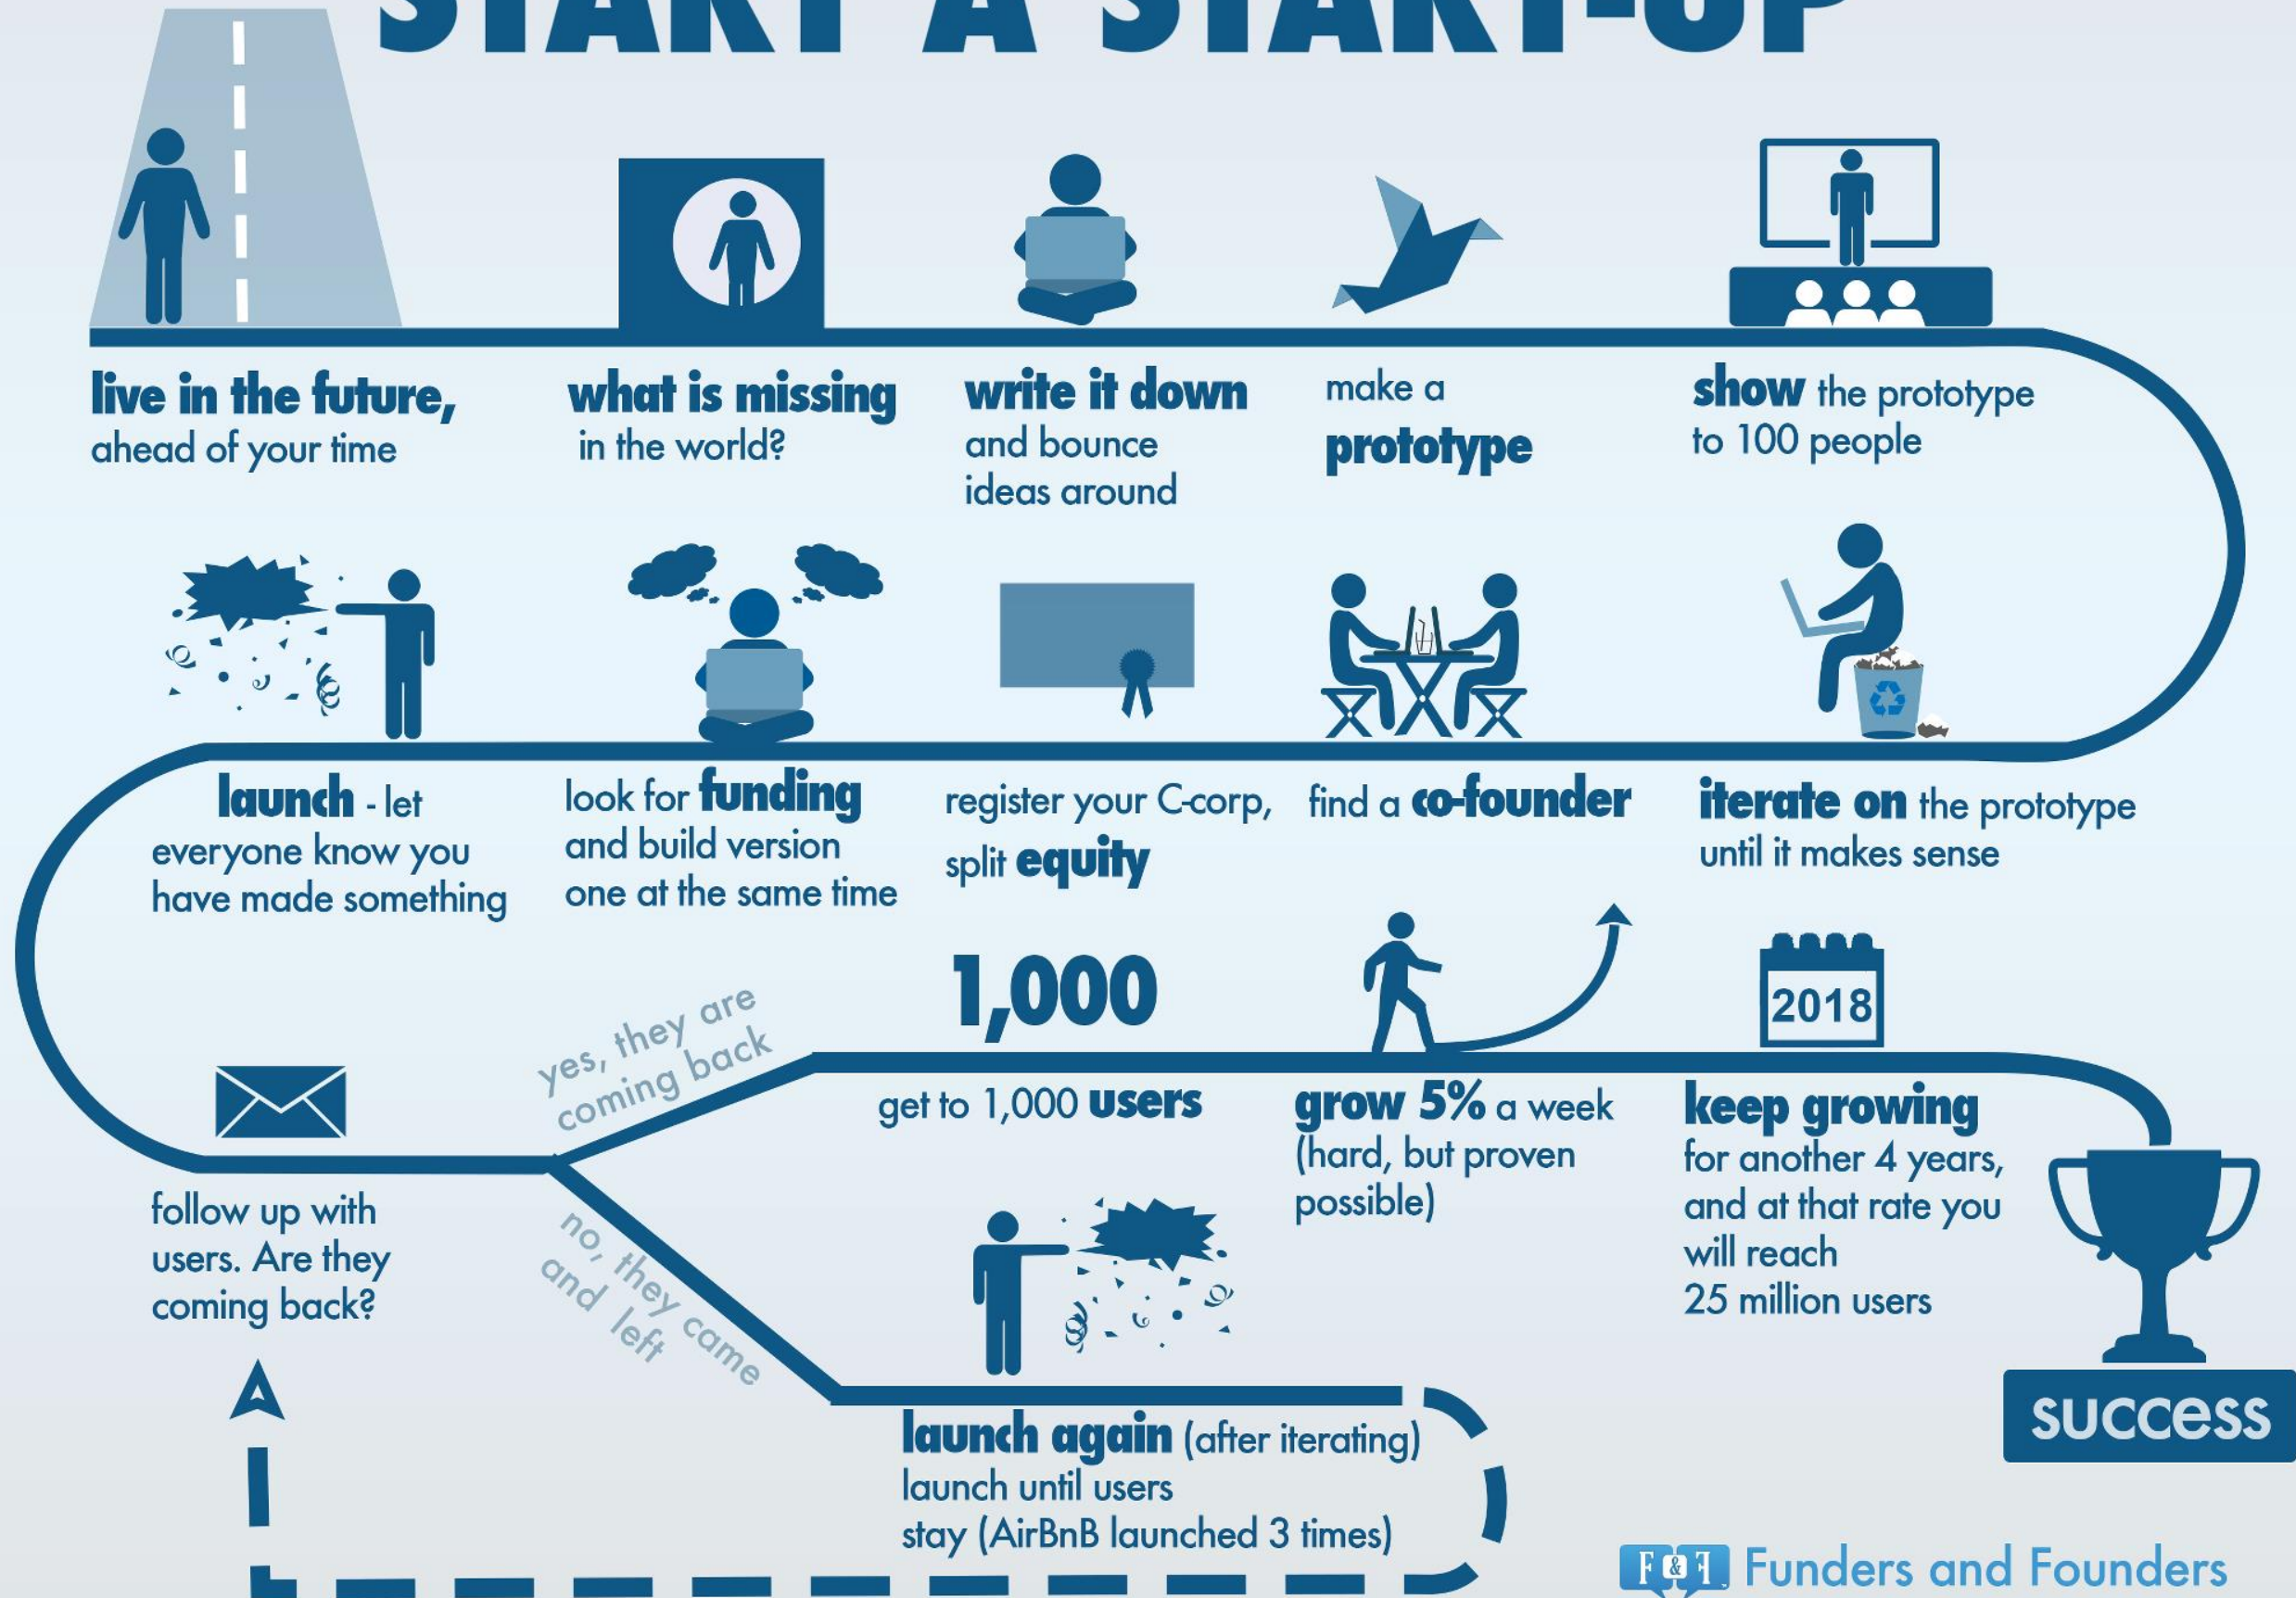 START A START-UP
live in the future,
ahead of your time
what is missing
in the world?
write it down
and bounce
ideas around
make a
prototype
show the prototype
to 100 people
iterate on the prototype
until it makes sense
find a co-founder
register your C-corp,
split equity
look for funding
and build version
one at the same time
launch - let
everyone know you
have made something
follow up with
users. Are they
coming back?
yes, they are
coming back
1,000
get to 1,000 users
grow 5% a week
(hard, but proven
possible)
2018
keep growing
for another 4 years,
and at that rate you
will reach
25 million users
success
no, they came
and left
launch again (after iterating)
launch until users
stay (AirBnB launched 3 times)
F&F Funders and Founders